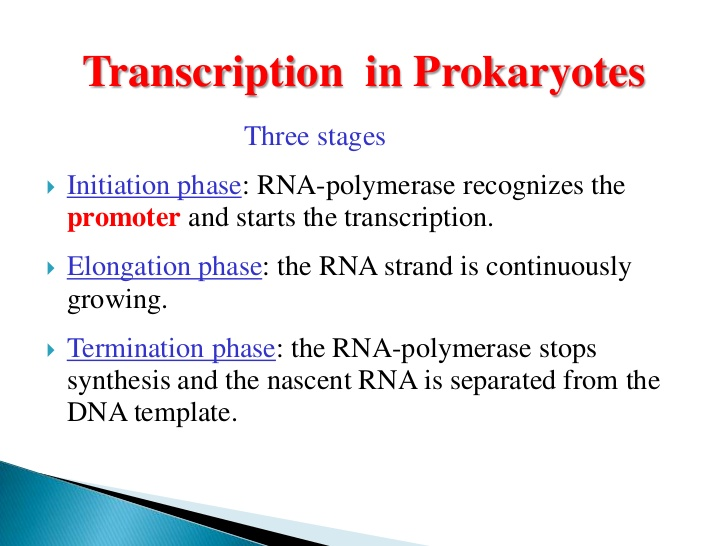 Transcription in Prokaryotes
Three stages
Initiation phase: RNA-polymerase recognizes the
promoter and starts the transcription.
Elongation phase: the RNA strand is continuously
growing.
Termination phase: the RNA-polymerase stops
synthesis and the nascent RNA is separated from the
DNA template.